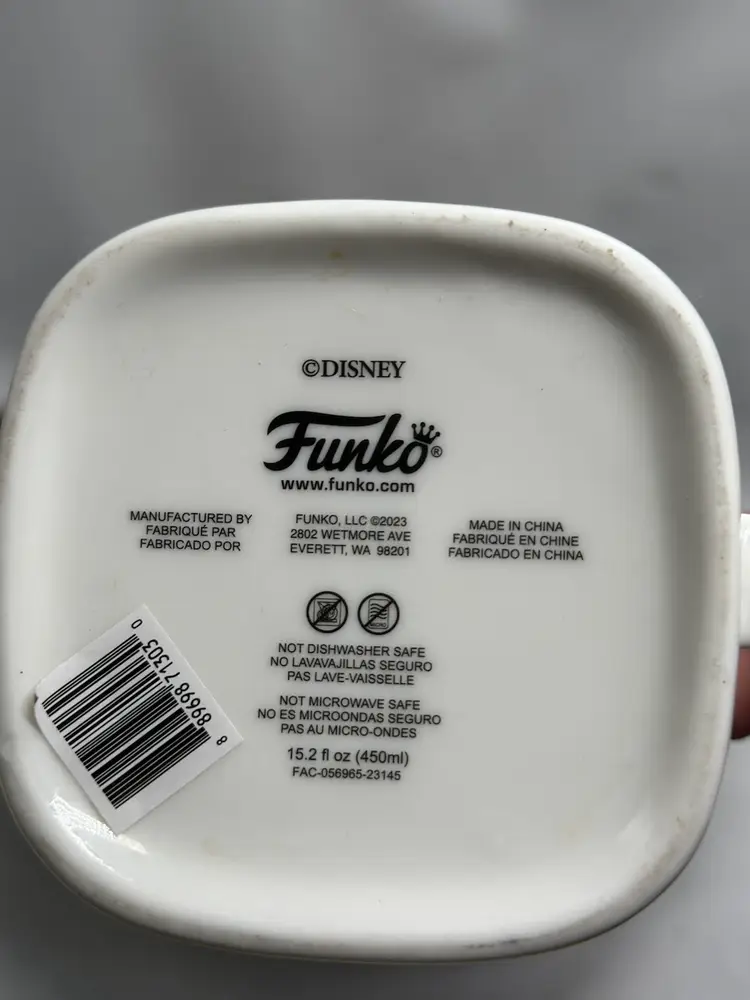 ©DISNEY
Funko®
www.funko.com
MANUFACTURED BY
FABRIQUÉ PAR
FABRICADO POR
FUNKO, LLC ©2023
2802 WETMORE AVE
EVERETT, WA 98201
MADE IN CHINA
FABRIQUÉ EN CHINE
FABRICADO EN CHINA
MICRO
NOT DISHWASHER SAFE
NO LAVAVAJILLAS SEGURO
PAS LAVE-VAISSELLE
NOT MICROWAVE SAFE
NO ES MICROONDAS SEGURO
PAS AU MICRO-ONDES
15.2 fl oz (450ml)
FAC-056965-23145
8 89698 71303 0